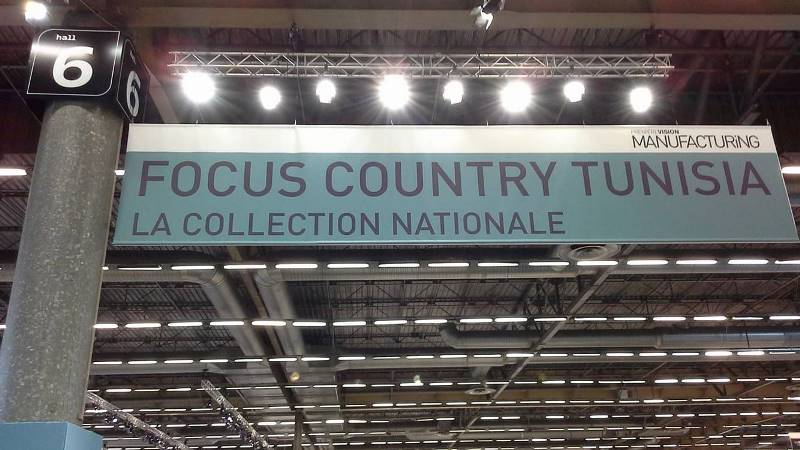 hall
6
6
PREMIÈRE VISION
MANUFACTURING
FOCUS COUNTRY TUNISIA
LA COLLECTION NATIONALE